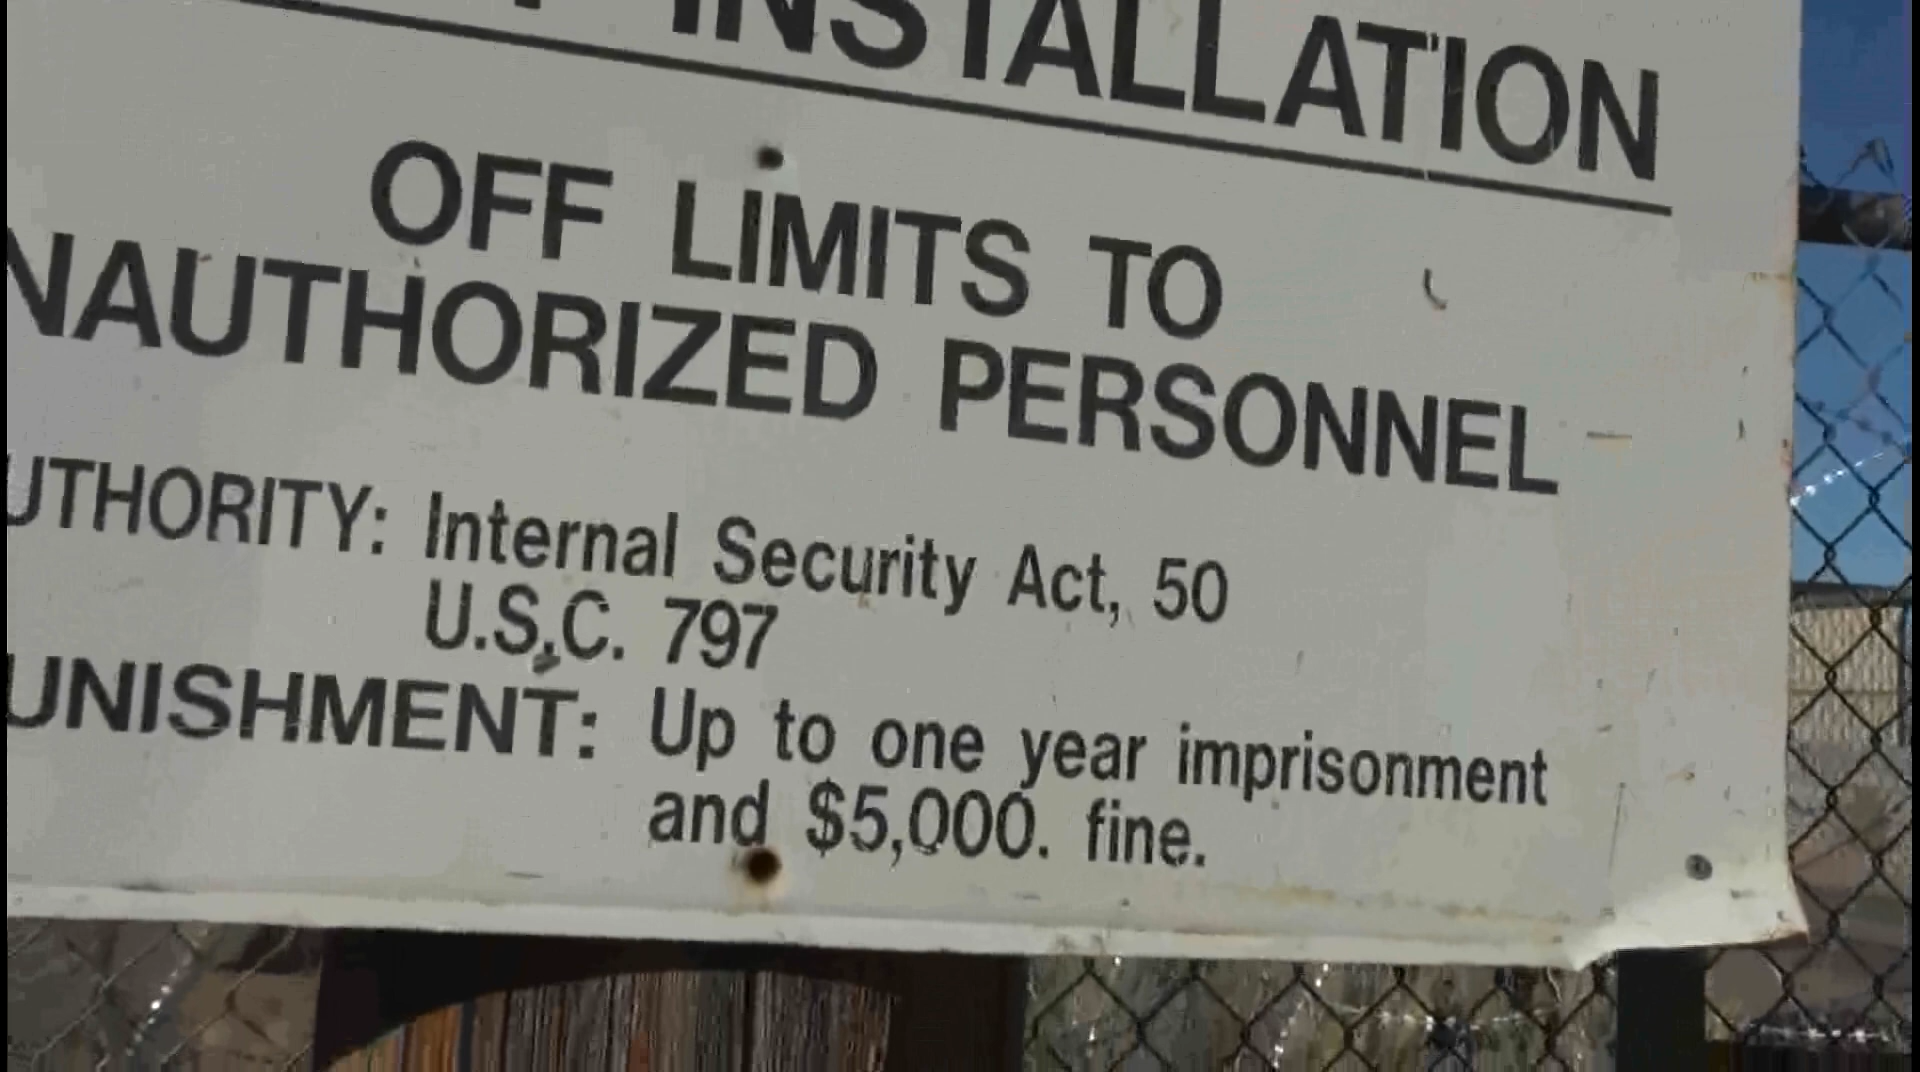 INSTALLATION
OFF LIMITS TO
NAUTHORIZED PERSONNEL
UTHORITY: Internal Security Act, 50
U.S.C. 797
UNISHMENT: Up to one year imprisonment
and $5,000. fine.